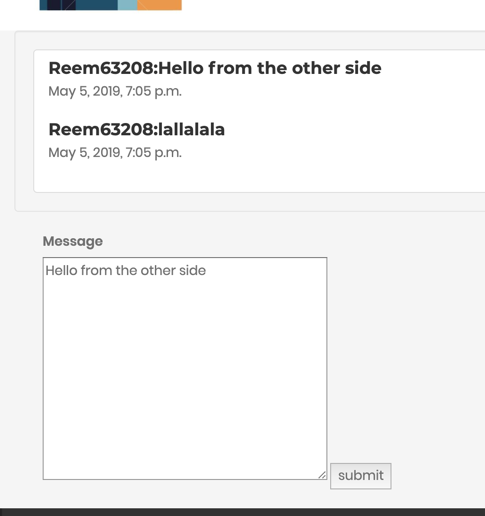 Reem63208:Hello from the other side
May 5, 2019, 7:05 p.m.
Reem63208:lallalala
May 5, 2019, 7:05 p.m.
Message
Hello from the other side
submit